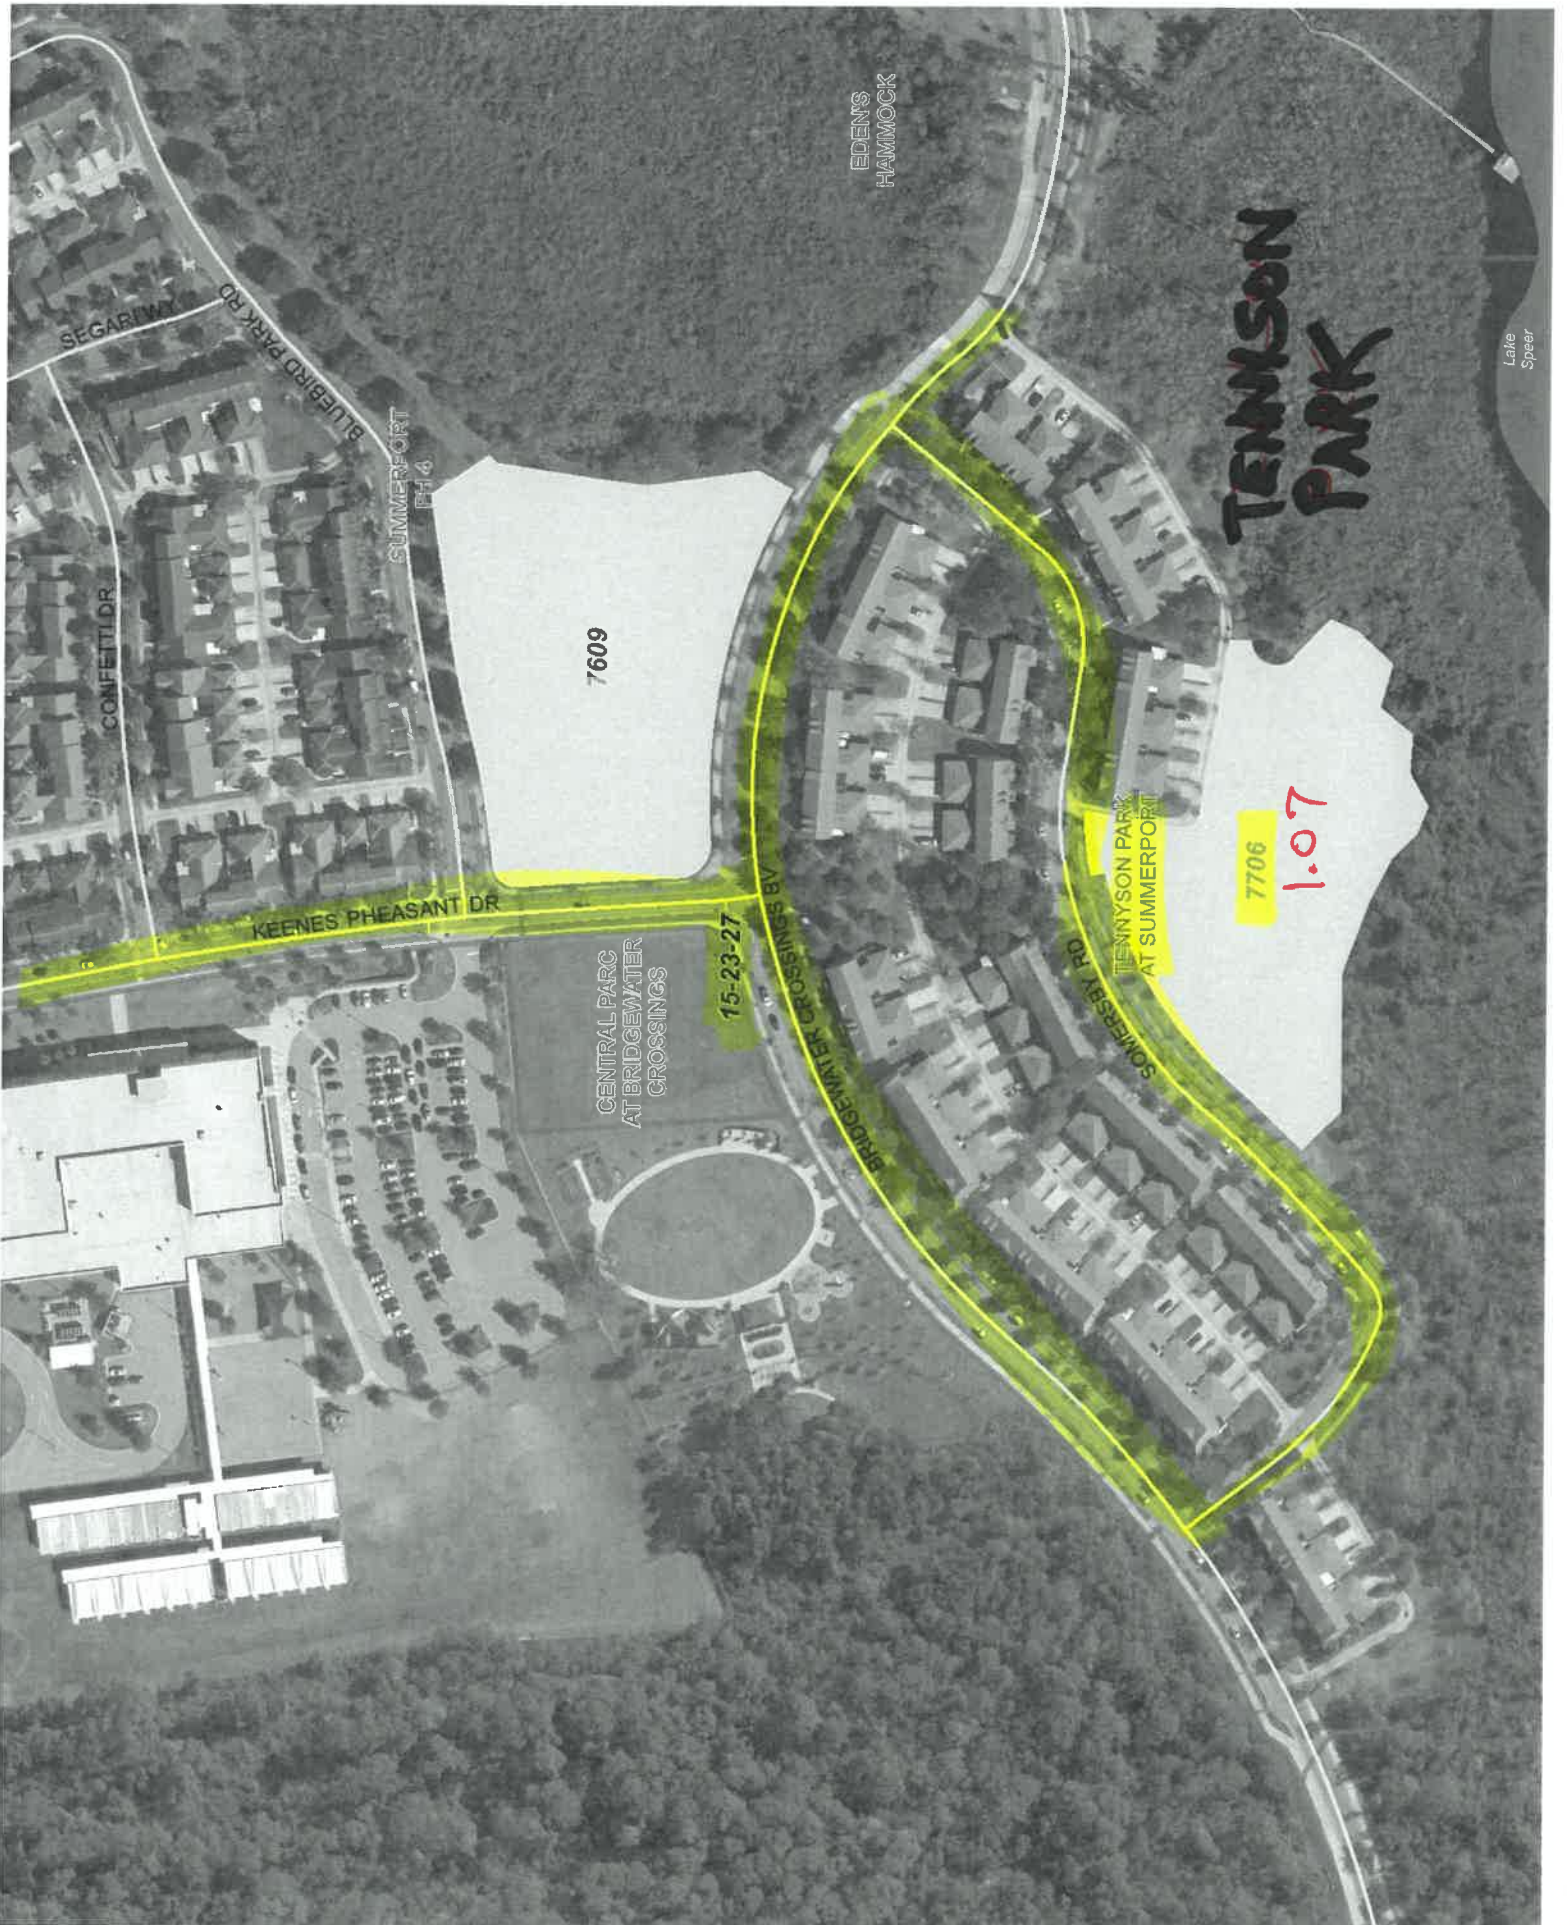 EDEN'S
HAMMOCK
TENNISON
PARK
Lake
Speer
SEGARI WY
BLUEBIRD PARK RD
SUMMERPORT
PH 4
CONFETTI DR
7609
KEENES PHEASANT DR
15-23-27
CENTRAL PARC
AT BRIDGEWATER
CROSSINGS
BRIDGEWATER CROSSINGS BV
SOMERSBY RD
TENNYSON PARK
AT SUMMERPORT
7706
1.07